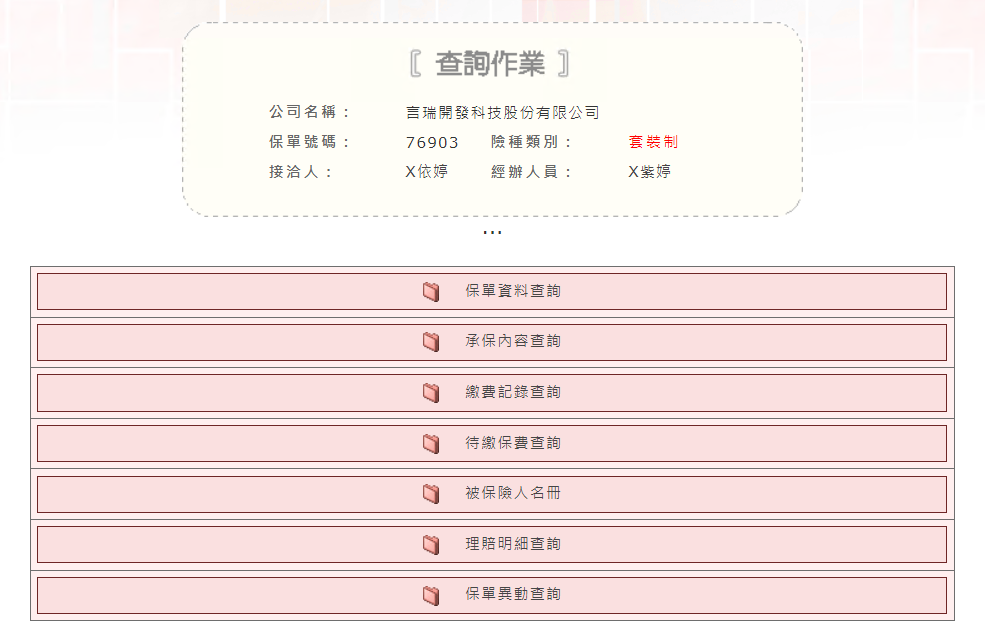 〖 查詢作業 〗
公司名稱： 言瑞開發科技股份有限公司
保單號碼： 76903 險種類別： 套裝制
接洽人： X依婷 經辦人員： X紫婷
...
保單資料查詢
承保內容查詢
繳費記錄查詢
待繳保費查詢
被保險人名冊
理賠明細查詢
保單異動查詢